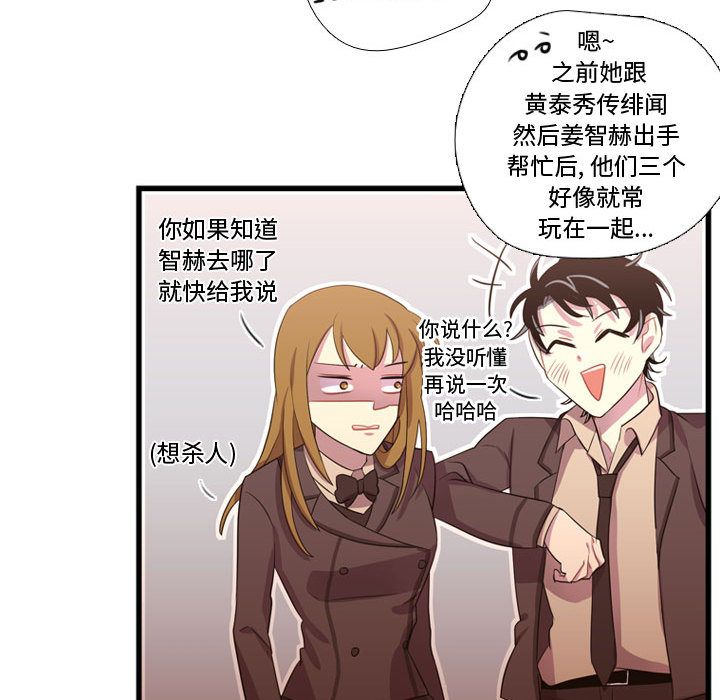 嗯~
之前她跟
黄泰秀传绯闻
然后姜智赫出手
帮忙后, 他们三个
好像就常
玩在一起...
你如果知道
智赫去哪了
就快给我说
你说什么?
我没听懂
再说一次
哈哈哈
(想杀人)